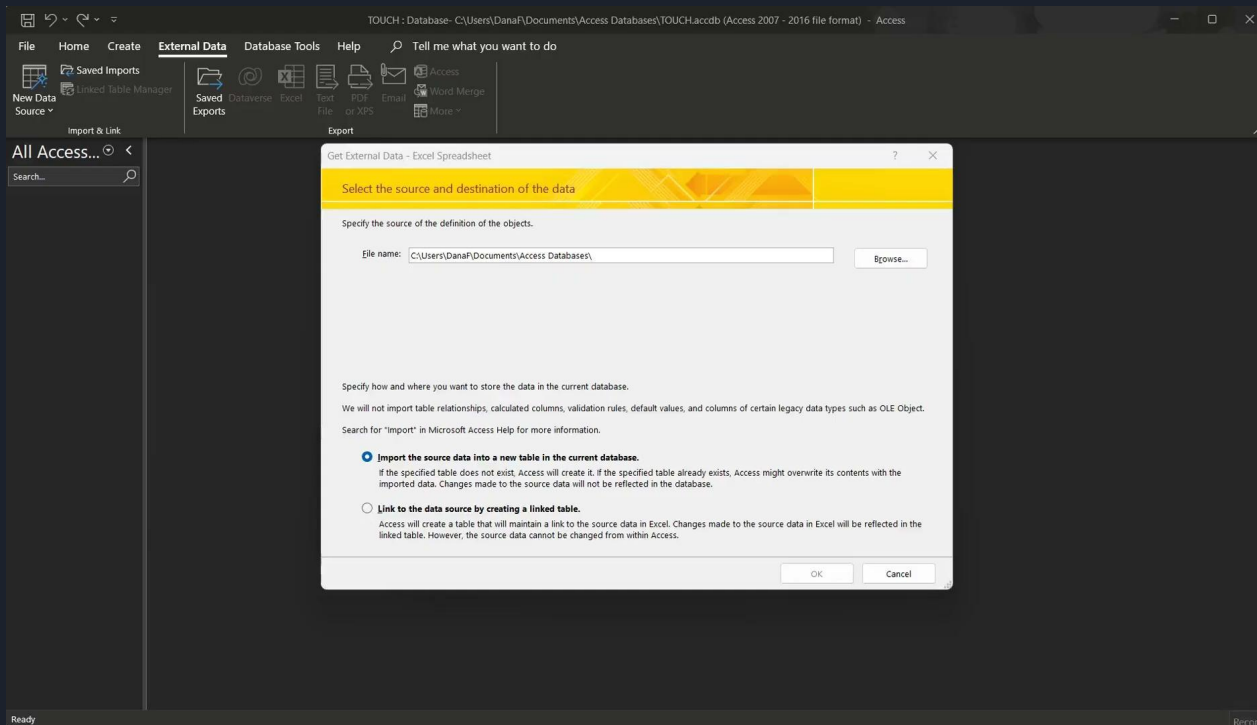 TOUCH : Database- C:\Users\DanaF\Documents\Access Databases\TOUCH.accdb (Access 2007 - 2016 file format) - Access
File Home Create External Data Database Tools Help Tell me what you want to do
New Data
Source
Saved Imports
Linked Table Manager
Import & Link
Saved
Exports
Dataverse
Excel
Text
File
PDF
or XPS
Email
Access
Word Merge
More
Export
All Access...
Search...
Get External Data - Excel Spreadsheet ?
Select the source and destination of the data
Specify the source of the definition of the objects.
File name: C:\Users\DanaF\Documents\Access Databases\ Browse...
Specify how and where you want to store the data in the current database.
We will not import table relationships, calculated columns, validation rules, default values, and columns of certain legacy data types such as OLE Object.
Search for "Import" in Microsoft Access Help for more information.
Import the source data into a new table in the current database.
If the specified table does not exist, Access will create it. If the specified table already exists, Access might overwrite its contents with the
imported data. Changes made to the source data will not be reflected in the database.
Link to the data source by creating a linked table.
Access will create a table that will maintain a link to the source data in Excel. Changes made to the source data in Excel will be reflected in the
linked table. However, the source data cannot be changed from within Access.
OK Cancel
Ready